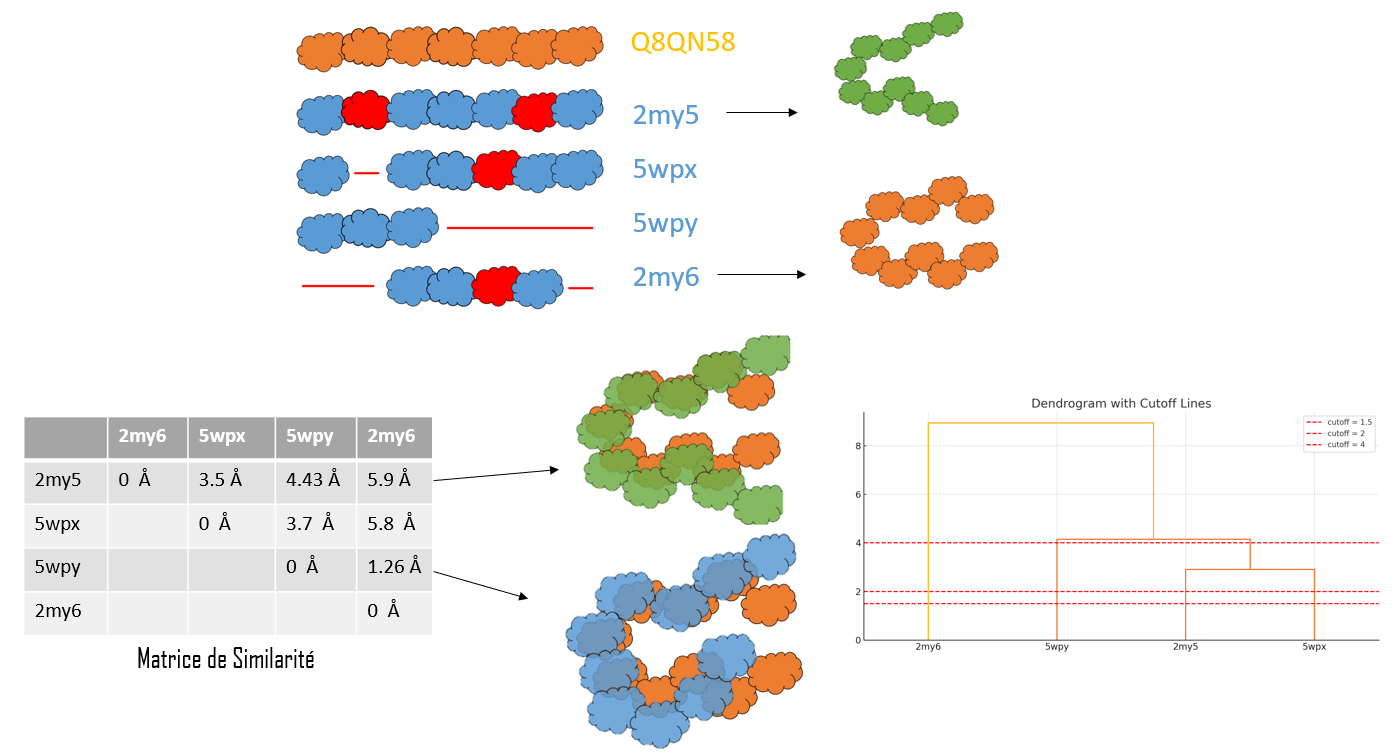 Q8QN58
2my5
5wpx
5wpy
2my6
2my6 5wpx 5wpy 2my6
2my5 0 Å 3.5 Å 4.43 Å 5.9 Å
5wpx 0 Å 3.7 Å 5.8 Å
5wpy 0 Å 1.26 Å
2my6 0 Å
Matrice de Similarité
Dendrogram with Cutoff Lines
cutoff = 1.5
cutoff = 2
cutoff = 4
8
6
4
2
0
2my6 5wpy 2my5 5wpx